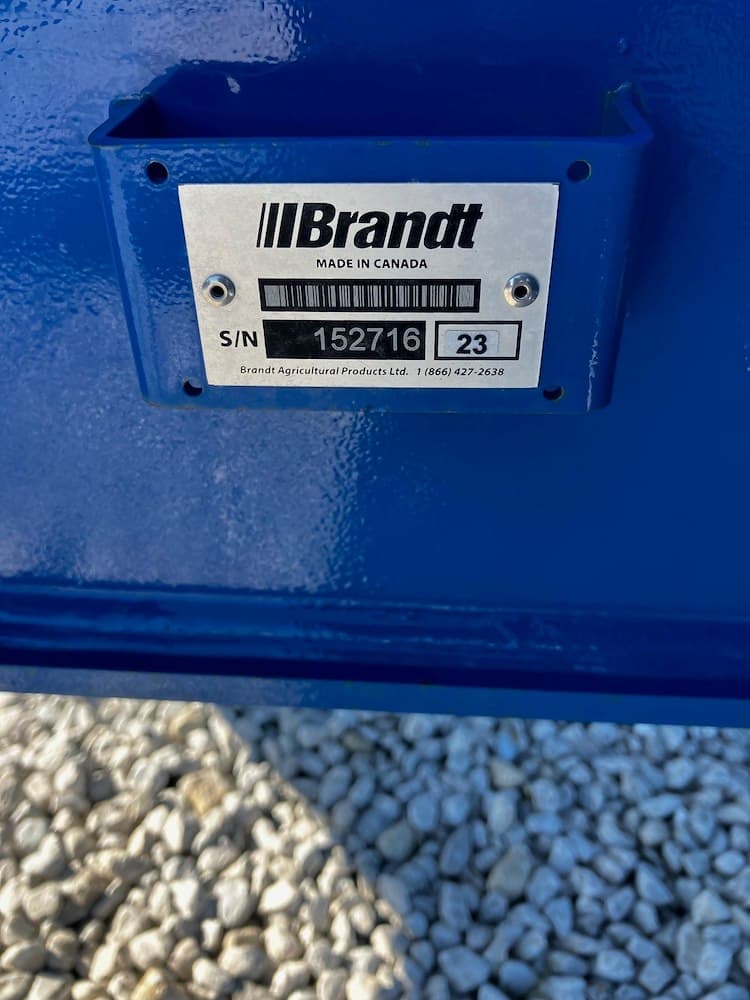 Brandt
MADE IN CANADA
S/N 152716 23
Brandt Agricultural Products Ltd. 1 (866) 427-2638